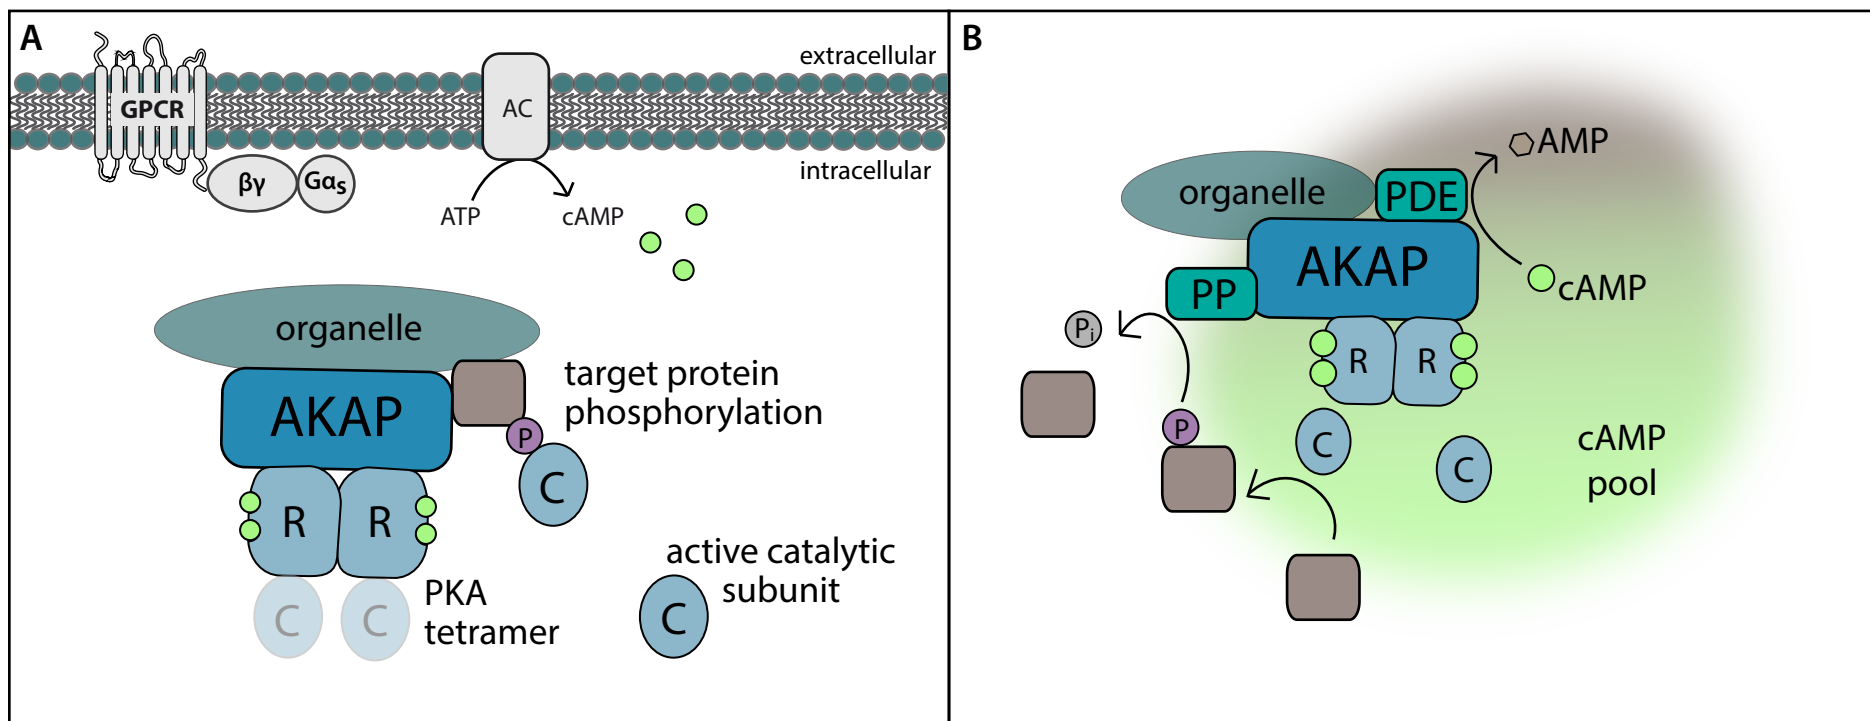 A
extracellular
GPCR
AC
intracellular
βγ
Gαs
ATP
cAMP
organelle
AKAP
target protein
phosphorylation
P
C
R
R
active catalytic
subunit
C
C
PKA
tetramer
C
B
AMP
organelle
PDE
AKAP
cAMP
PP
Pi
R
R
P
C
C
cAMP
pool